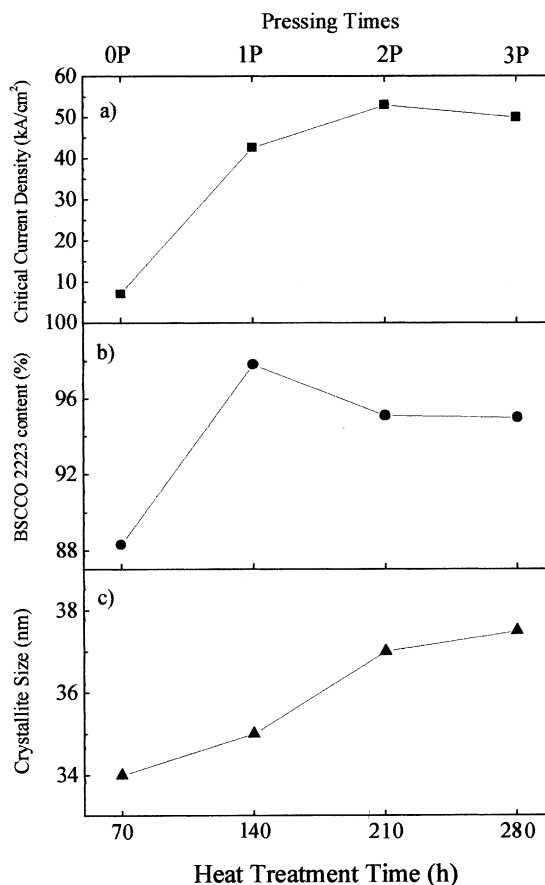 Pressing Times
0P 1P 2P 3P
Critical Current Density (kA/cm²)
60
50
40
30
20
10
a)
BSCCO 2223 content (%)
100
96
92
88
b)
Crystallite Size (nm)
38
36
34
c)
70 140 210 280
Heat Treatment Time (h)